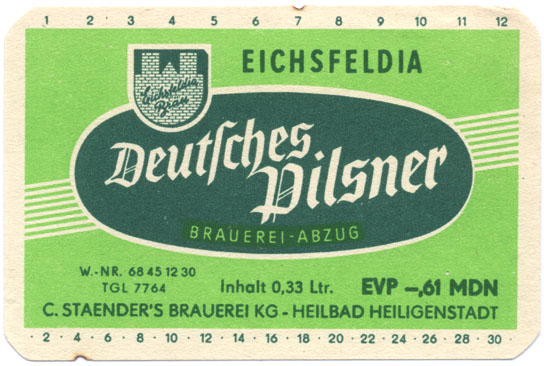 1 2 3 4 5 6 7 8 9 10 11 12
EICHSFELDIA
Eichsfeldia
Bräu
Deutſches
Pilsner
BRAUEREI-ABZUG
W.-NR. 68 45 12 30
TGL 7764
Inhalt 0,33 Ltr.
EVP –,61 MDN
C. STAENDER'S BRAUEREI KG - HEILBAD HEILIGENSTADT
· 2 · 4 · 6 · 8 · 10 · 12 · 14 · 16 · 18 · 20 · 22 · 24 · 26 · 28 · 30 ·